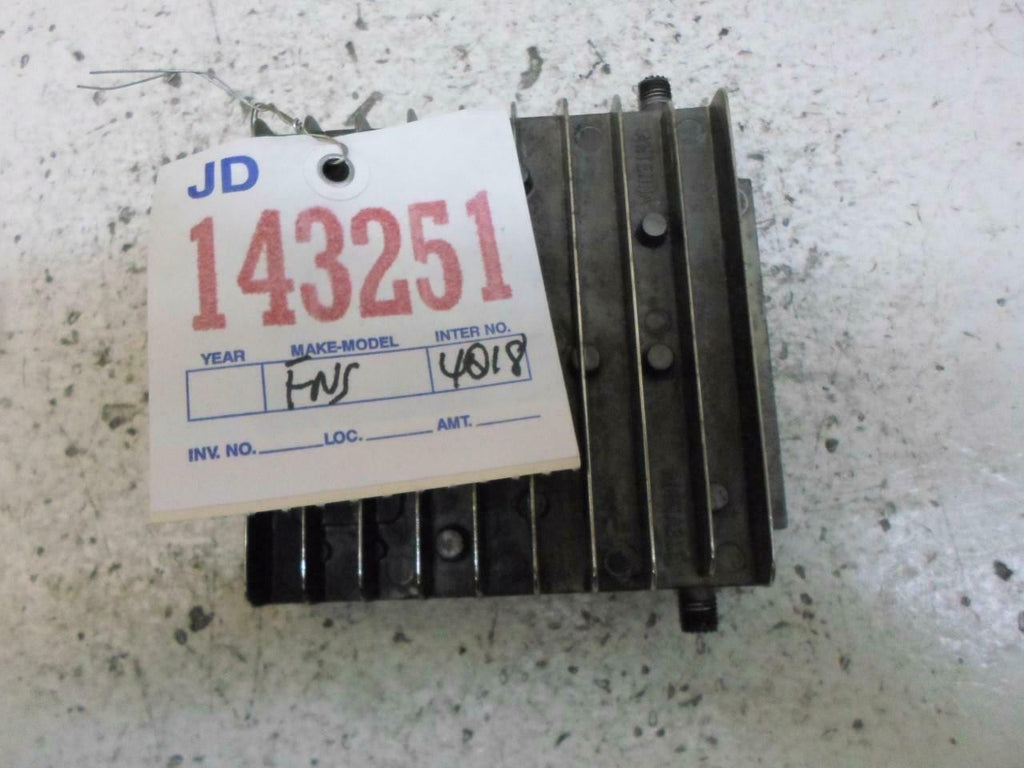 JD
143251
YEAR MAKE-MODEL INTER NO.
FNS 4018
INV. NO. LOC. AMT.